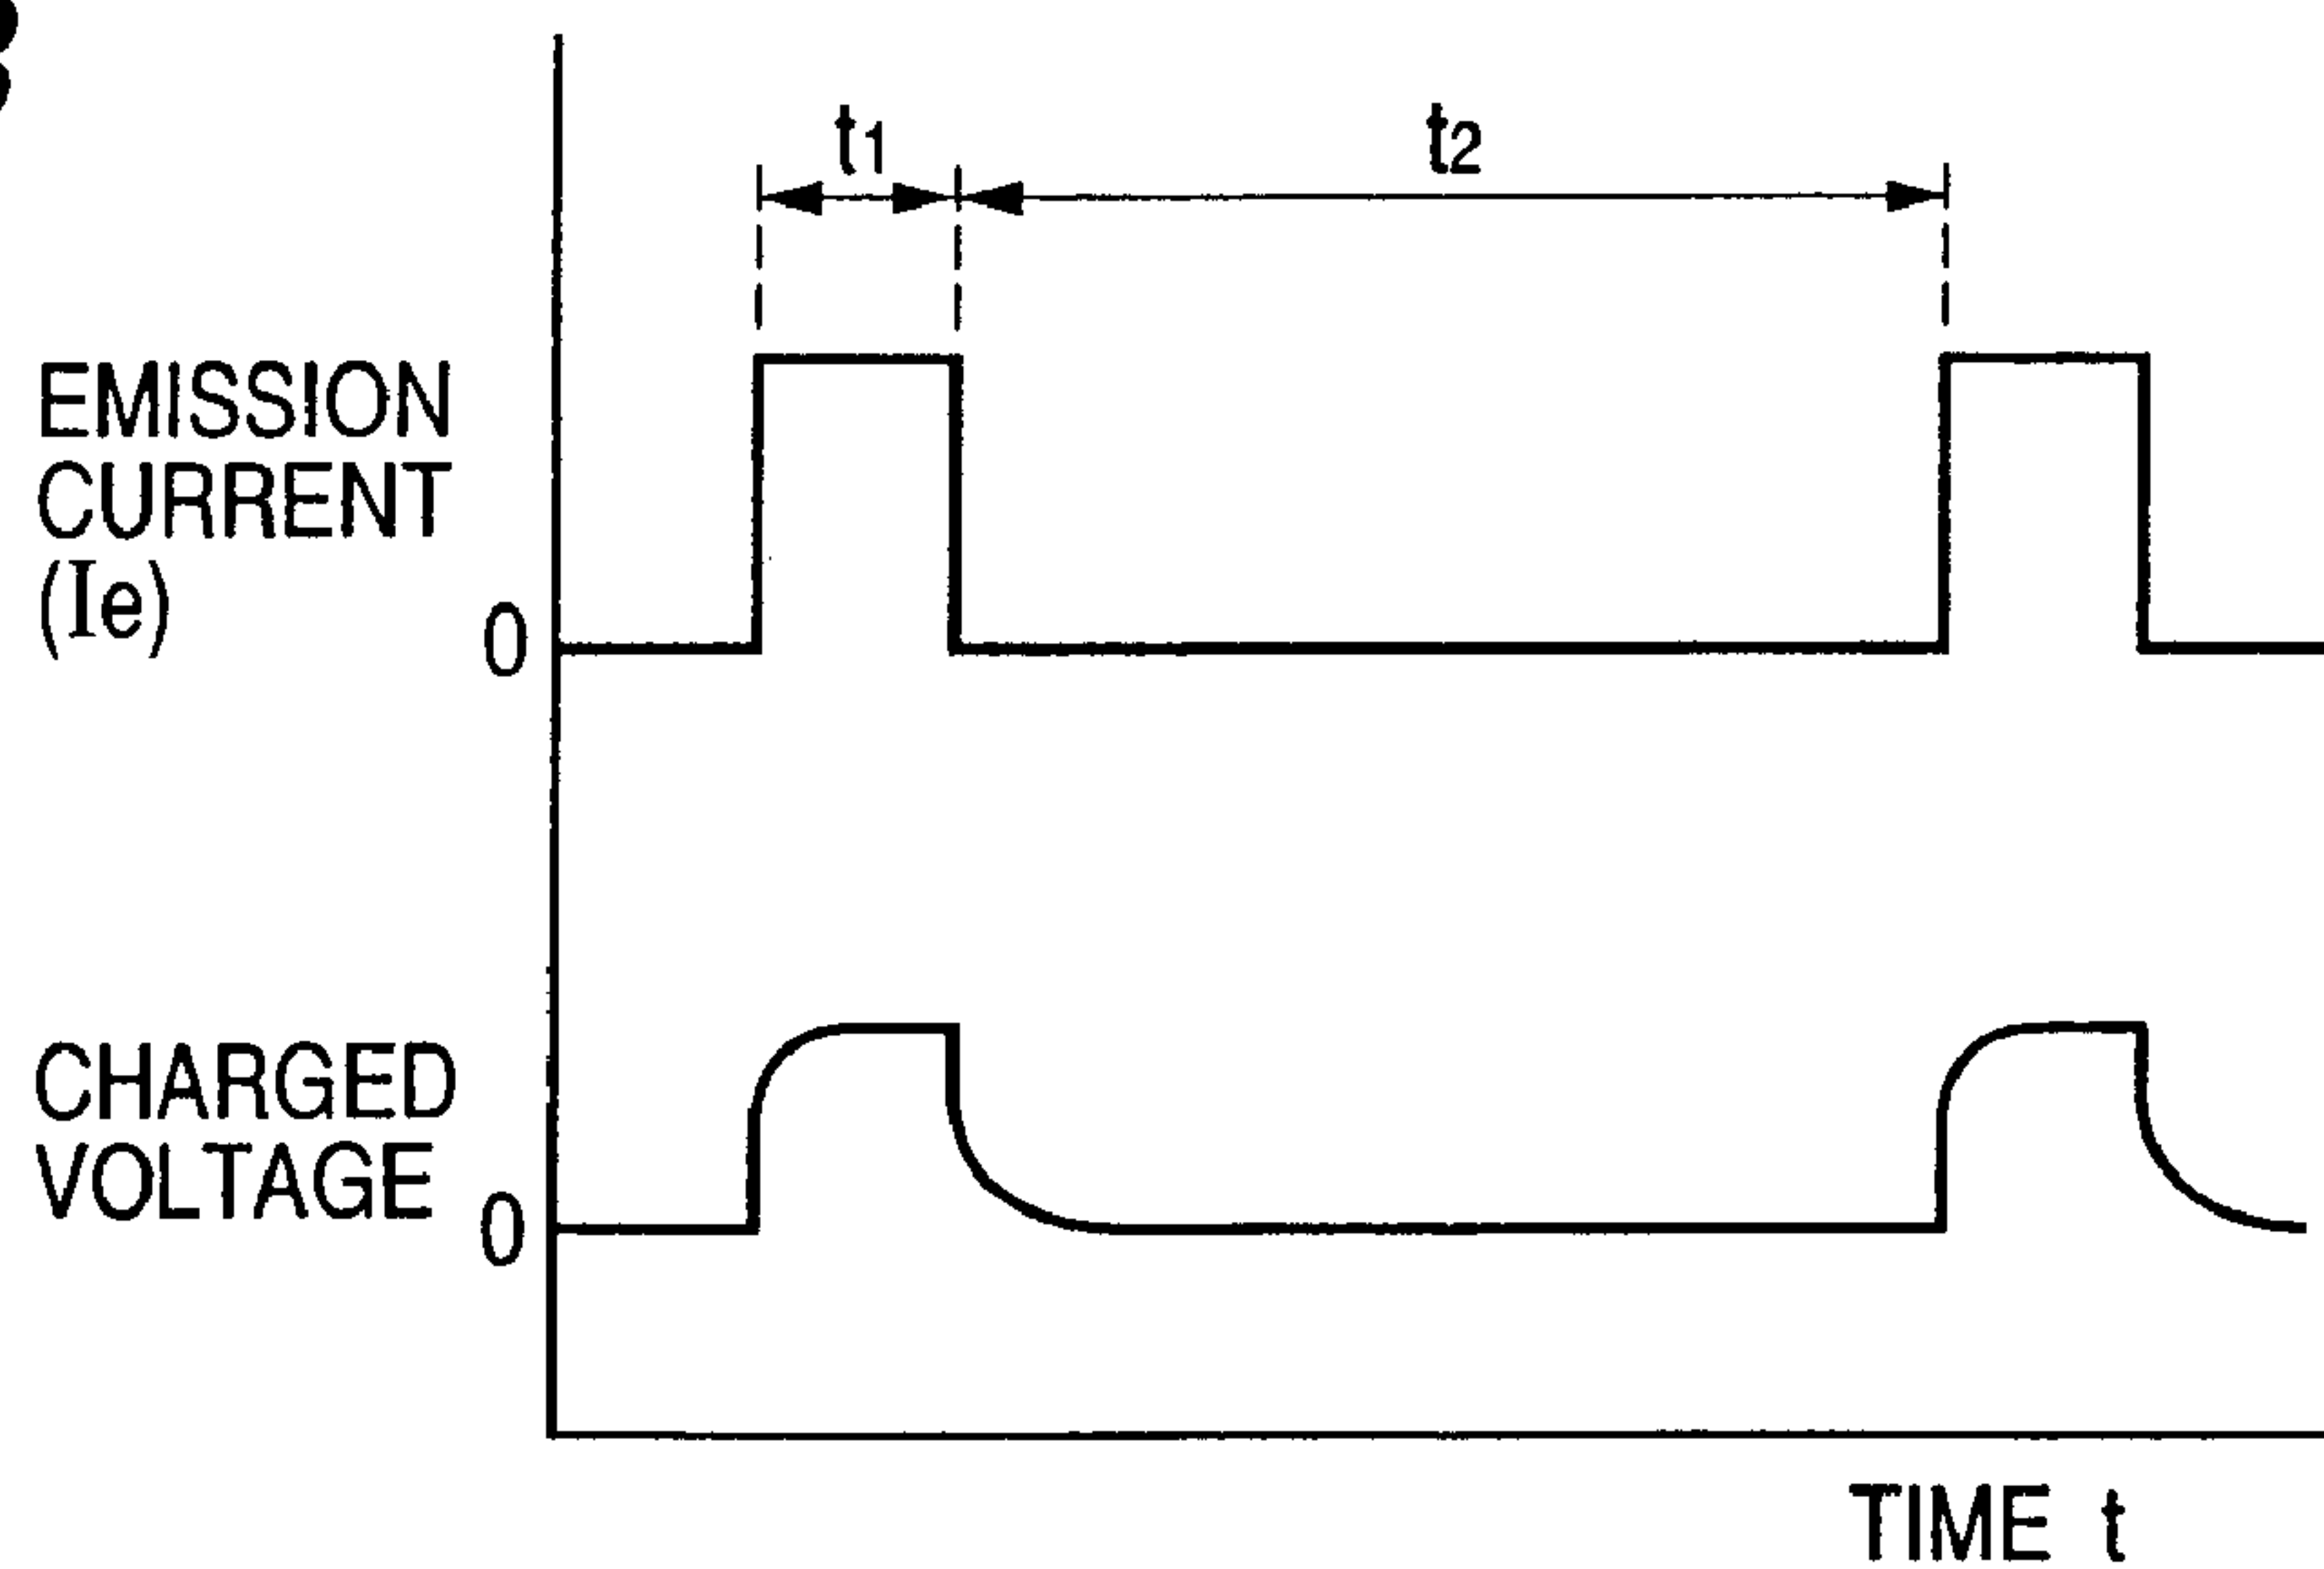 t1
t2
EMISSION
CURRENT
(Ie)
0
CHARGED
VOLTAGE
0
TIME t